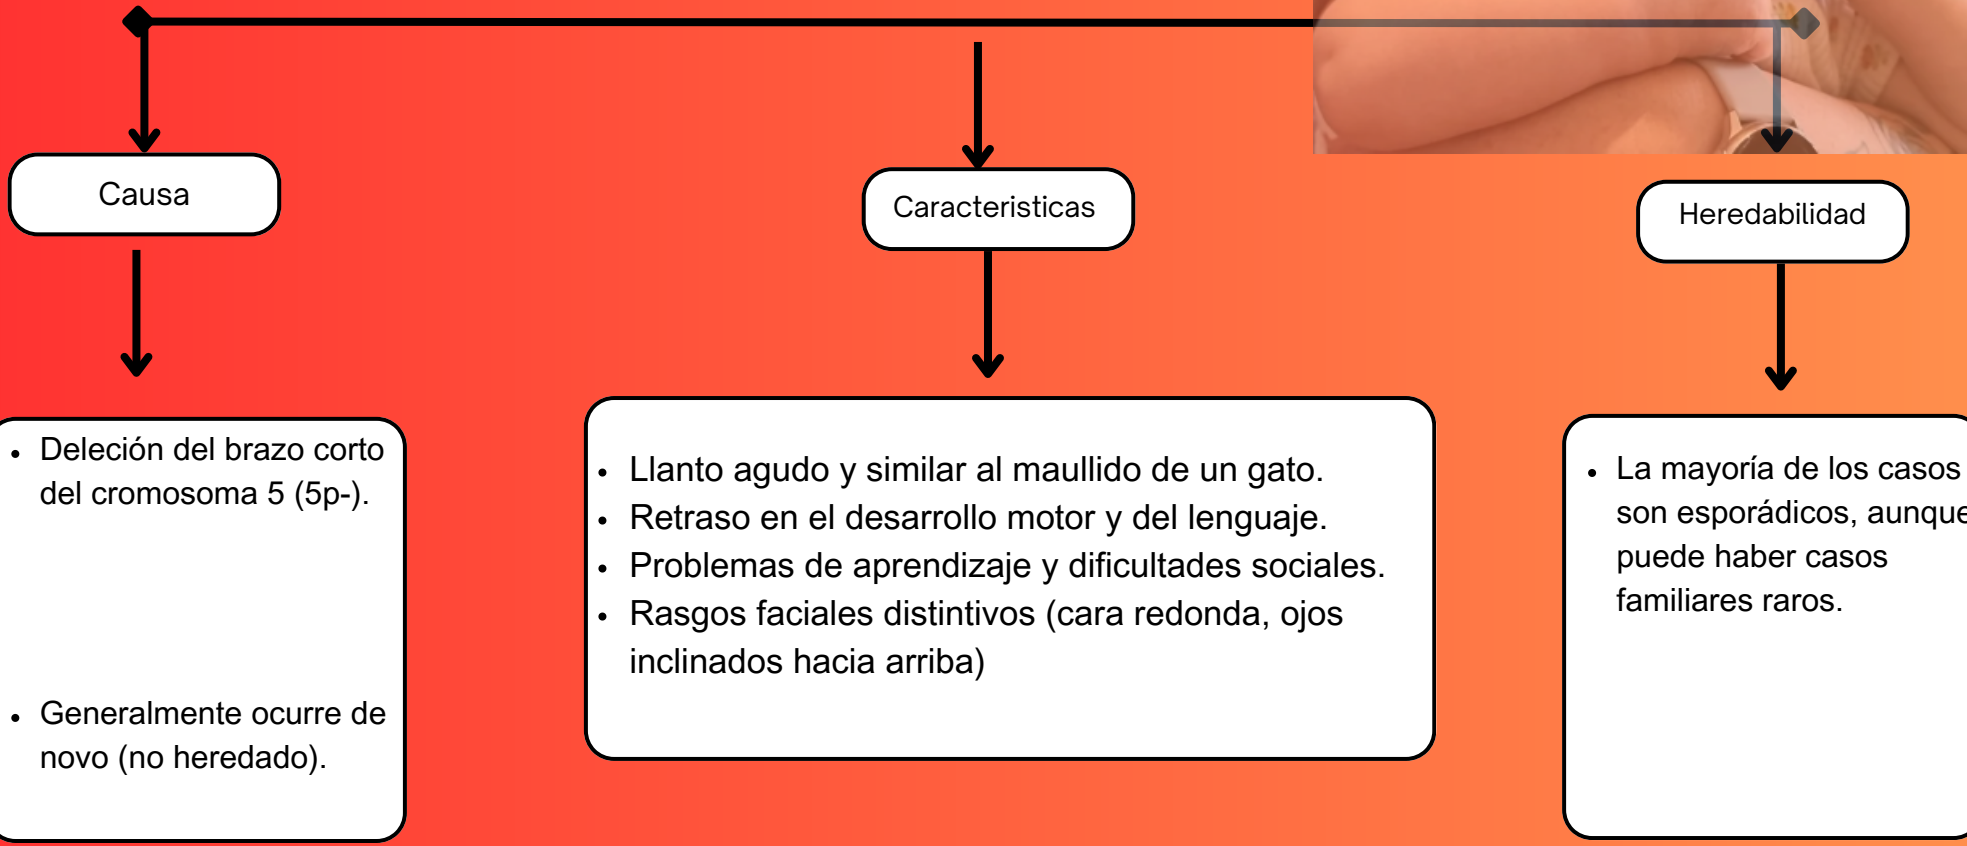 Causa
Caracteristicas
Heredabilidad
• Deleción del brazo corto
del cromosoma 5 (5p-).
• Generalmente ocurre de
novo (no heredado).
• Llanto agudo y similar al maullido de un gato.
• Retraso en el desarrollo motor y del lenguaje.
• Problemas de aprendizaje y dificultades sociales.
• Rasgos faciales distintivos (cara redonda, ojos
inclinados hacia arriba)
• La mayoría de los casos
son esporádicos, aunque
puede haber casos
familiares raros.